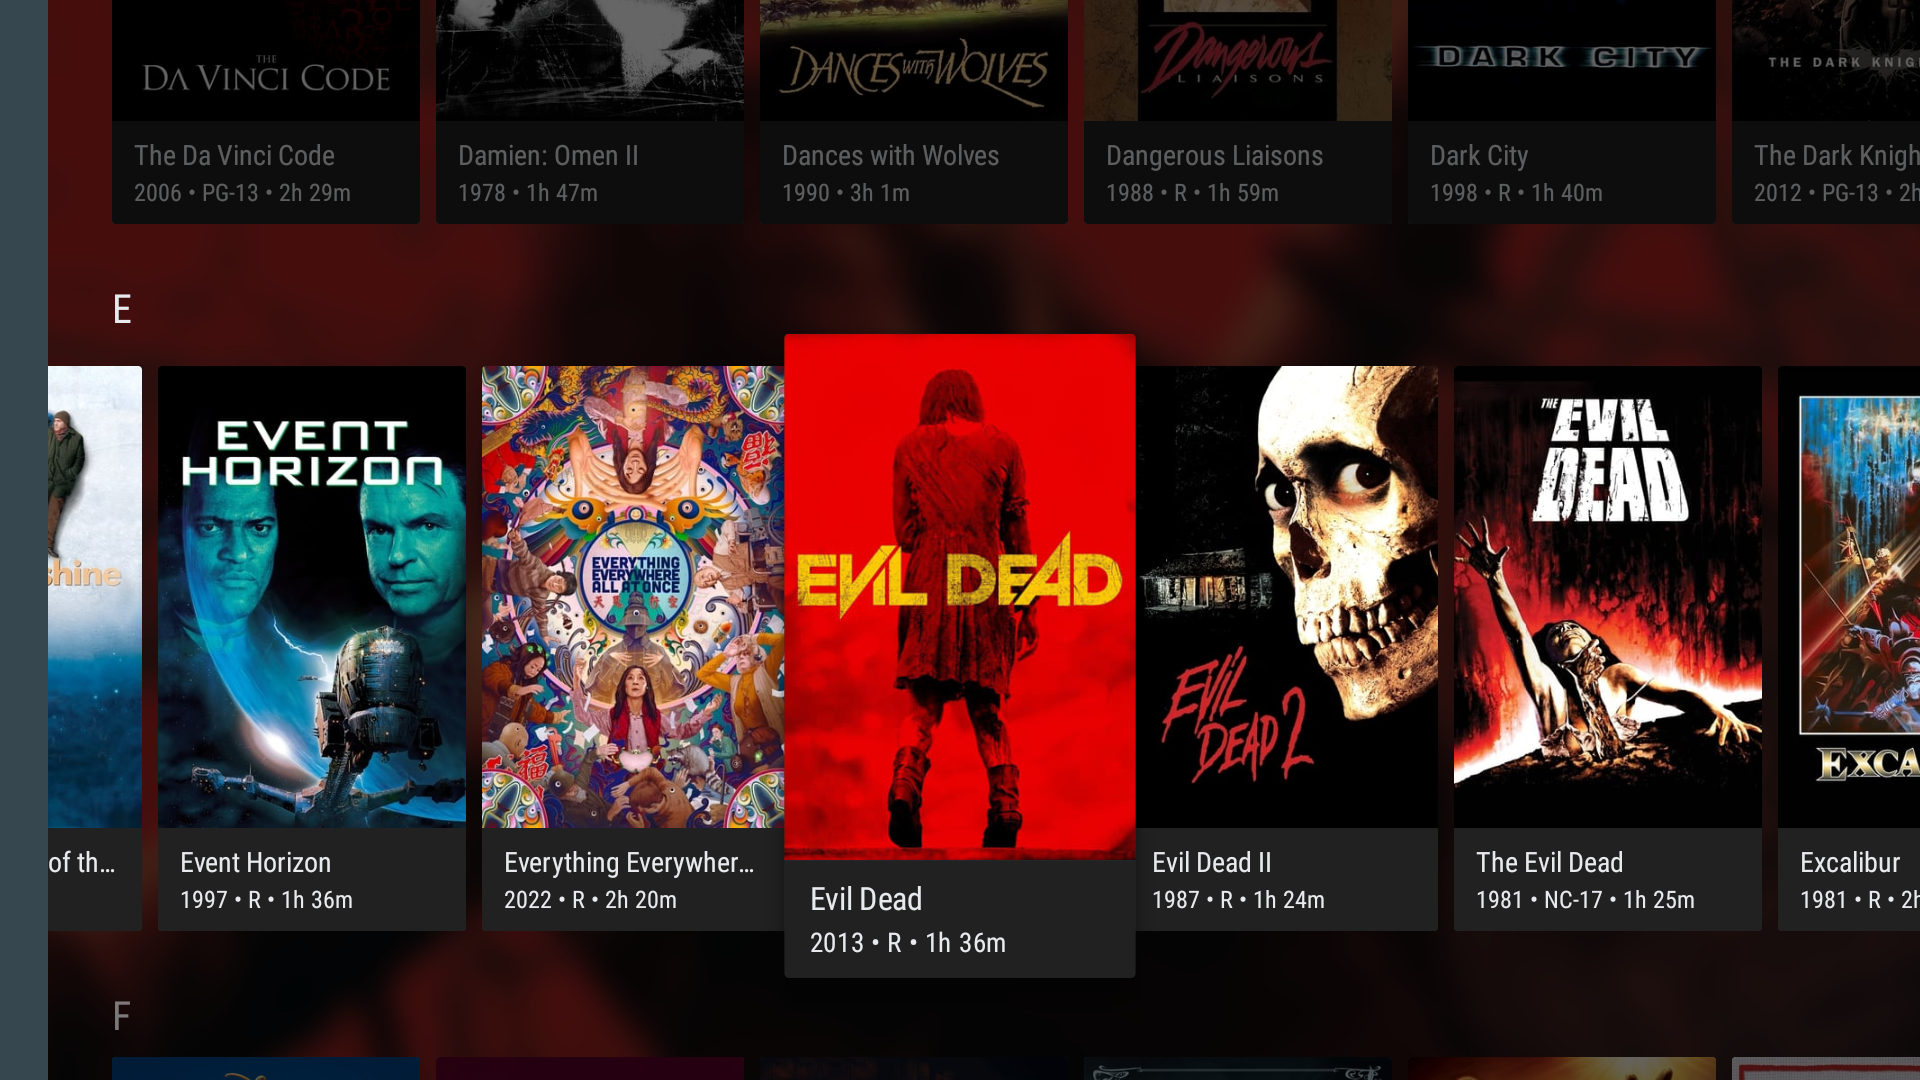 THE
DA VINCI CODE
DANCES WITH WOLVES
Dangerous
LIAISONS
DARK CITY
THE DARK KNIG
The Da Vinci Code
2006 • PG-13 • 2h 29m
Damien: Omen II
1978 • 1h 47m
Dances with Wolves
1990 • 3h 1m
Dangerous Liaisons
1988 • R • 1h 59m
Dark City
1998 • R • 1h 40m
The Dark Knigh
2012 • PG-13 • 2h
E
shine
EVENT
HORIZON
EVERYTHING
EVERYWHERE
ALL AT ONCE
福
EVIL DEAD
EVIL
DEAD 2
THE
EVIL
DEAD
EXCA
of th...
Event Horizon
1997 • R • 1h 36m
Everything Everywher...
2022 • R • 2h 20m
Evil Dead
2013 • R • 1h 36m
Evil Dead II
1987 • R • 1h 24m
The Evil Dead
1981 • NC-17 • 1h 25m
Excalibur
1981 • R • 2h
F